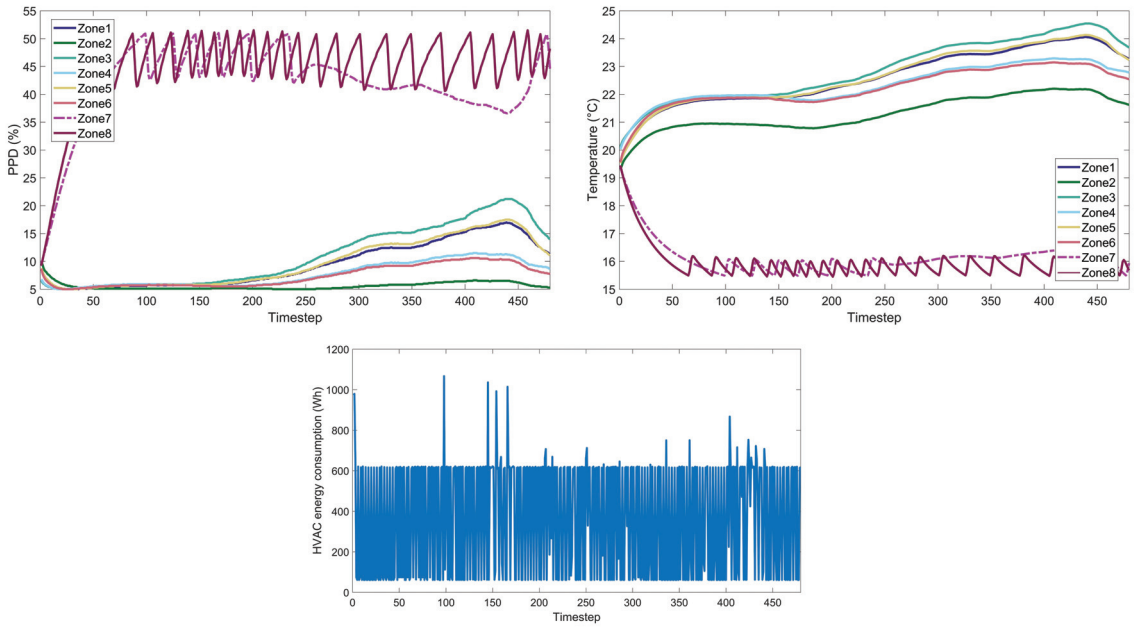 55
50
45
40
35
30
25
20
15
10
5
PPD (%)
0 50 100 150 200 250 300 350 400 450
Timestep
Zone1
Zone2
Zone3
Zone4
Zone5
Zone6
Zone7
Zone8
25
24
23
22
21
20
19
18
17
16
15
Temperature (°C)
0 50 100 150 200 250 300 350 400 450
Timestep
Zone1
Zone2
Zone3
Zone4
Zone5
Zone6
Zone7
Zone8
1200
1000
800
600
400
200
0
HVAC energy consumption (Wh)
0 50 100 150 200 250 300 350 400 450
Timestep